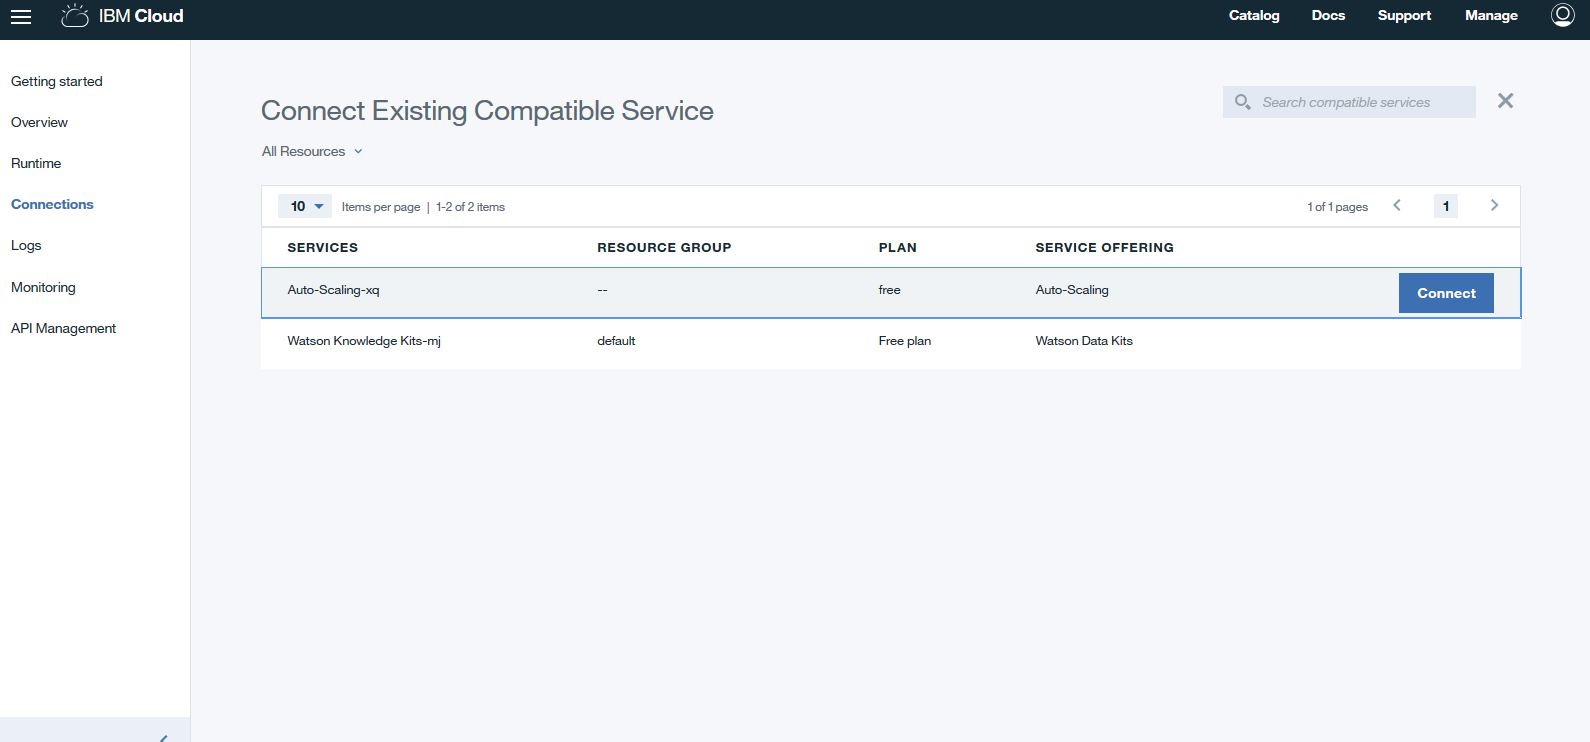 IBM Cloud
Catalog Docs Support Manage
Getting started
Overview
Runtime
Connections
Logs
Monitoring
API Management
Connect Existing Compatible Service
Search compatible services
All Resources
10 Items per page | 1-2 of 2 items 1 of 1 pages 1
SERVICES RESOURCE GROUP PLAN SERVICE OFFERING
Auto-Scaling-xq -- free Auto-Scaling Connect
Watson Knowledge Kits-mj default Free plan Watson Data Kits